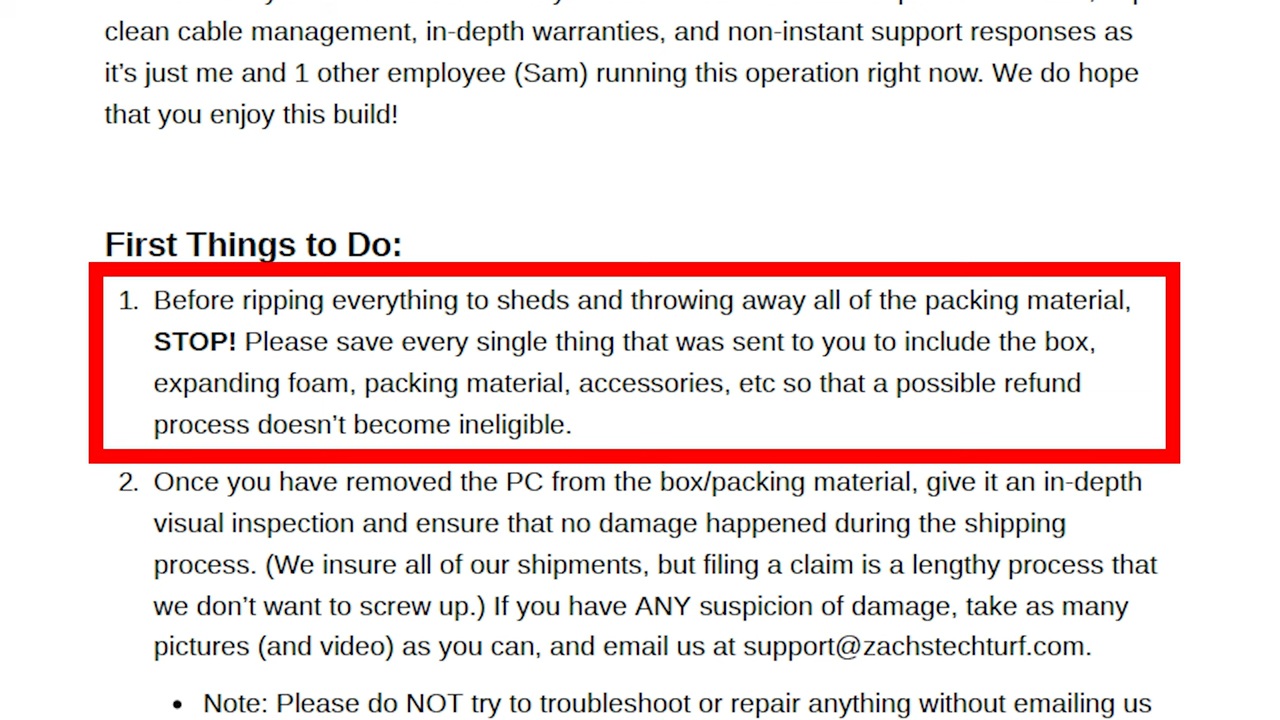 clean cable management, in-depth warranties, and non-instant support responses as
it’s just me and 1 other employee (Sam) running this operation right now. We do hope
that you enjoy this build!
First Things to Do:
1. Before ripping everything to sheds and throwing away all of the packing material,
STOP! Please save every single thing that was sent to you to include the box,
expanding foam, packing material, accessories, etc so that a possible refund
process doesn’t become ineligible.
2. Once you have removed the PC from the box/packing material, give it an in-depth
visual inspection and ensure that no damage happened during the shipping
process. (We insure all of our shipments, but filing a claim is a lengthy process that
we don’t want to screw up.) If you have ANY suspicion of damage, take as many
pictures (and video) as you can, and email us at support@zachstechturf.com.
• Note: Please do NOT try to troubleshoot or repair anything without emailing us